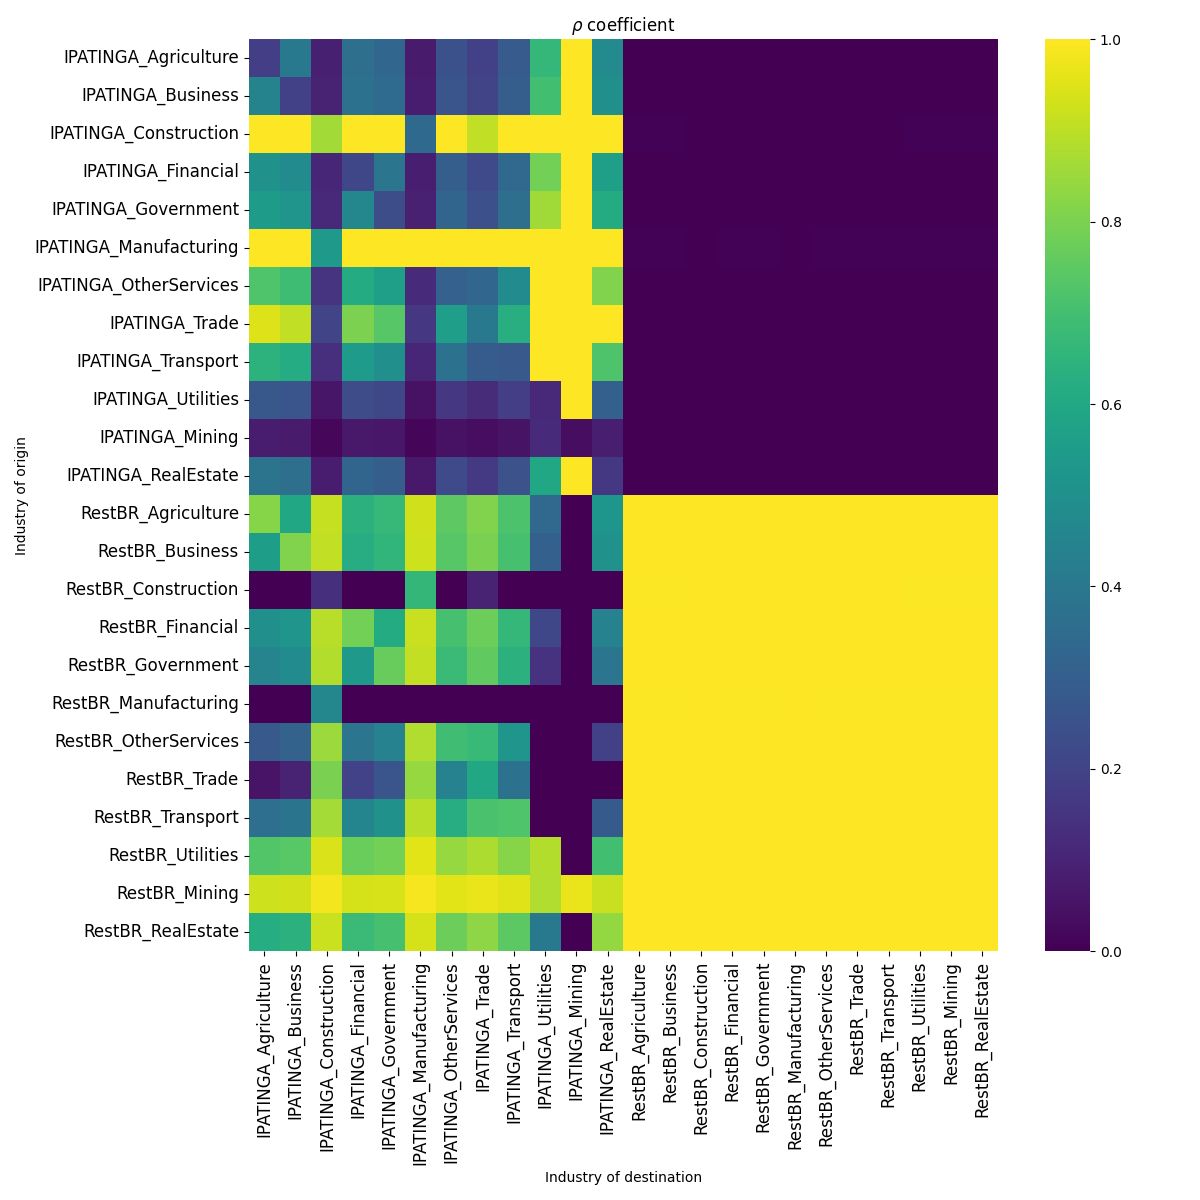 ρ coefficient
IPATINGA_Agriculture
IPATINGA_Business
IPATINGA_Construction
IPATINGA_Financial
IPATINGA_Government
IPATINGA_Manufacturing
IPATINGA_OtherServices
IPATINGA_Trade
IPATINGA_Transport
IPATINGA_Utilities
IPATINGA_Mining
IPATINGA_RealEstate
RestBR_Agriculture
RestBR_Business
RestBR_Construction
RestBR_Financial
RestBR_Government
RestBR_Manufacturing
RestBR_OtherServices
RestBR_Trade
RestBR_Transport
RestBR_Utilities
RestBR_Mining
RestBR_RealEstate
Industry of origin
IPATINGA_Agriculture
IPATINGA_Business
IPATINGA_Construction
IPATINGA_Financial
IPATINGA_Government
IPATINGA_Manufacturing
IPATINGA_OtherServices
IPATINGA_Trade
IPATINGA_Transport
IPATINGA_Utilities
IPATINGA_Mining
IPATINGA_RealEstate
RestBR_Agriculture
RestBR_Business
RestBR_Construction
RestBR_Financial
RestBR_Government
RestBR_Manufacturing
RestBR_OtherServices
RestBR_Trade
RestBR_Transport
RestBR_Utilities
RestBR_Mining
RestBR_RealEstate
Industry of destination
1.0
0.8
0.6
0.4
0.2
0.0